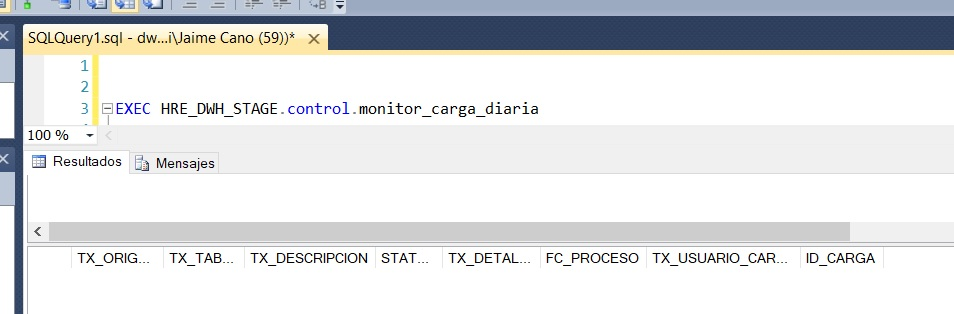 SQLQuery1.sql - dw...i\Jaime Cano (59))*
1
2
3 EXEC HRE_DWH_STAGE.control.monitor_carga_diaria
100 %
Resultados Mensajes
TX_ORIG... TX_TAB... TX_DESCRIPCION STAT... TX_DETAL... FC_PROCESO TX_USUARIO_CAR... ID_CARGA